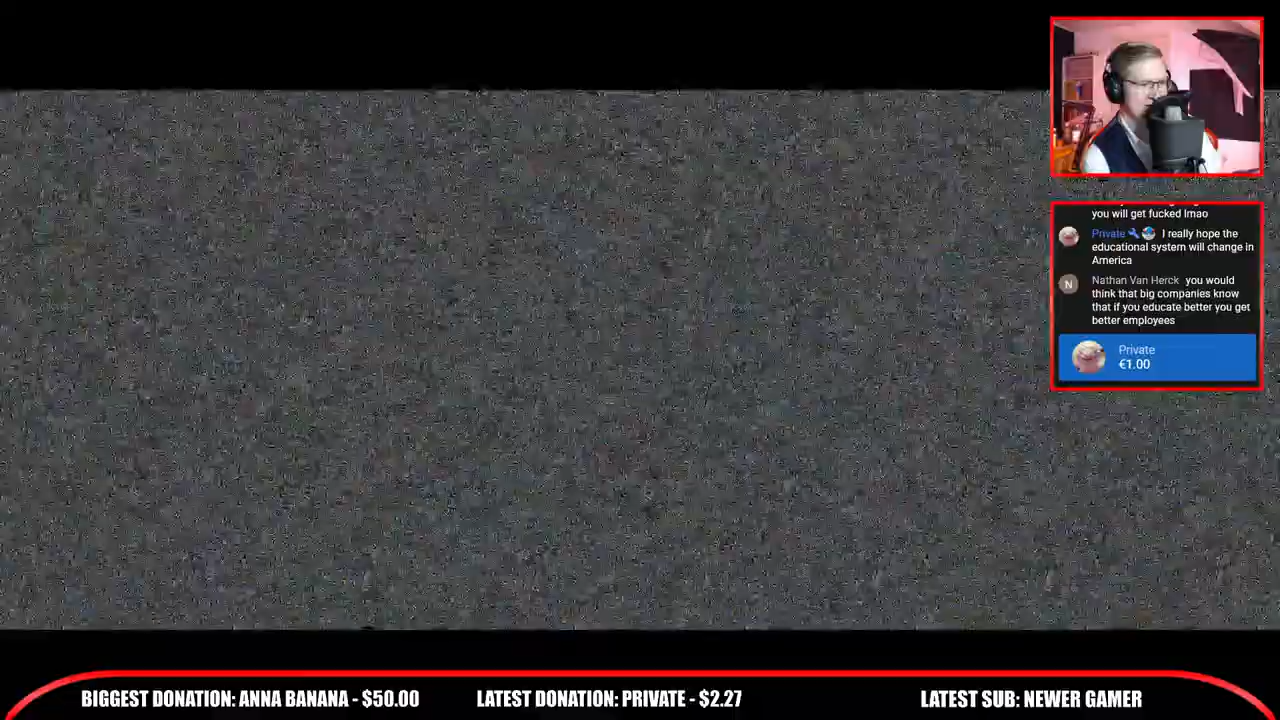 you will get fucked lmao
Private I really hope the
educational system will change in
America
N
Nathan Van Herck you would
think that big companies know
that if you educate better you get
better employees
Private
€1.00
BIGGEST DONATION: ANNA BANANA - $50.00
LATEST DONATION: PRIVATE - $2.27
LATEST SUB: NEWER GAMER